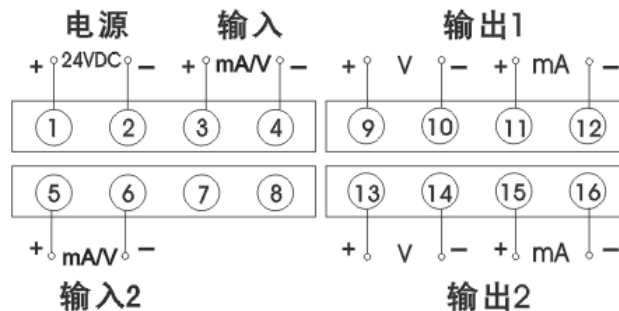 电源 输入 输出1
+ 24VDC — + mA/V — + V — + mA —
1 2 3 4 9 10 11 12
5 6 7 8 13 14 15 16
+ mA/V — + V — + mA —
输入2 输出2